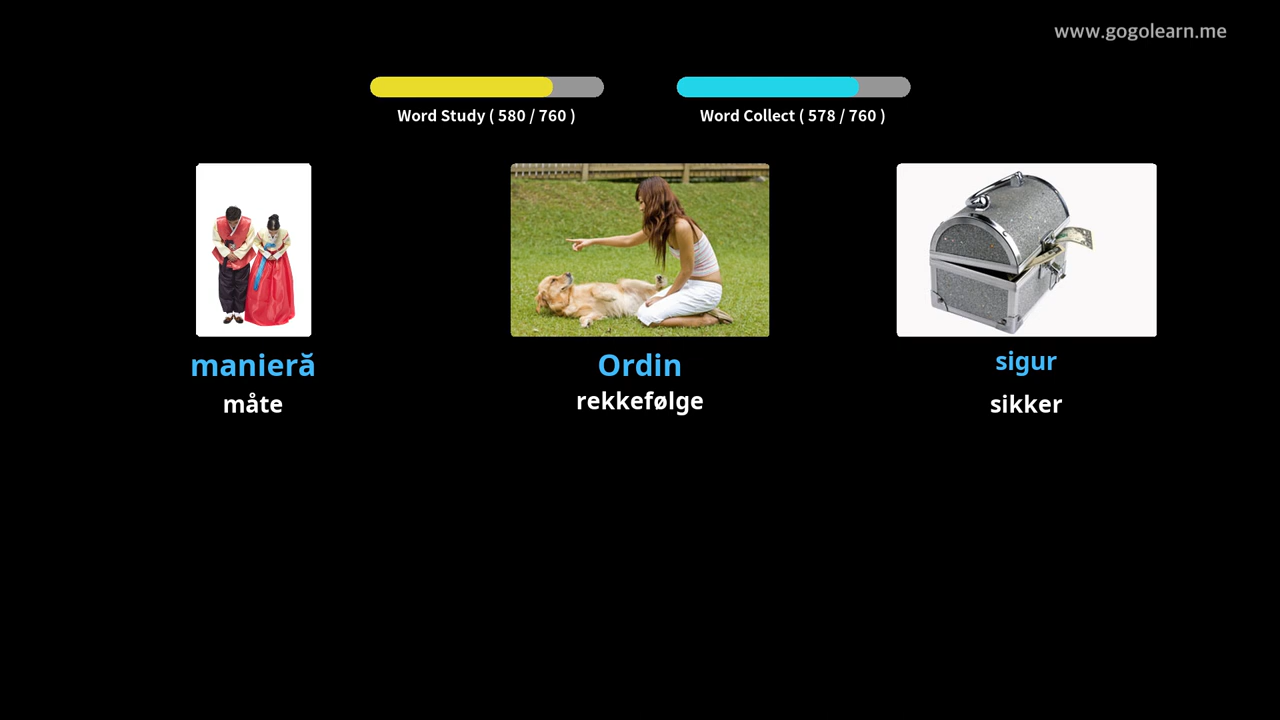 www.gogolearn.me
Word Study ( 580 / 760 )
Word Collect ( 578 / 760 )
manieră
måte
Ordin
rekkefølge
sigur
sikker